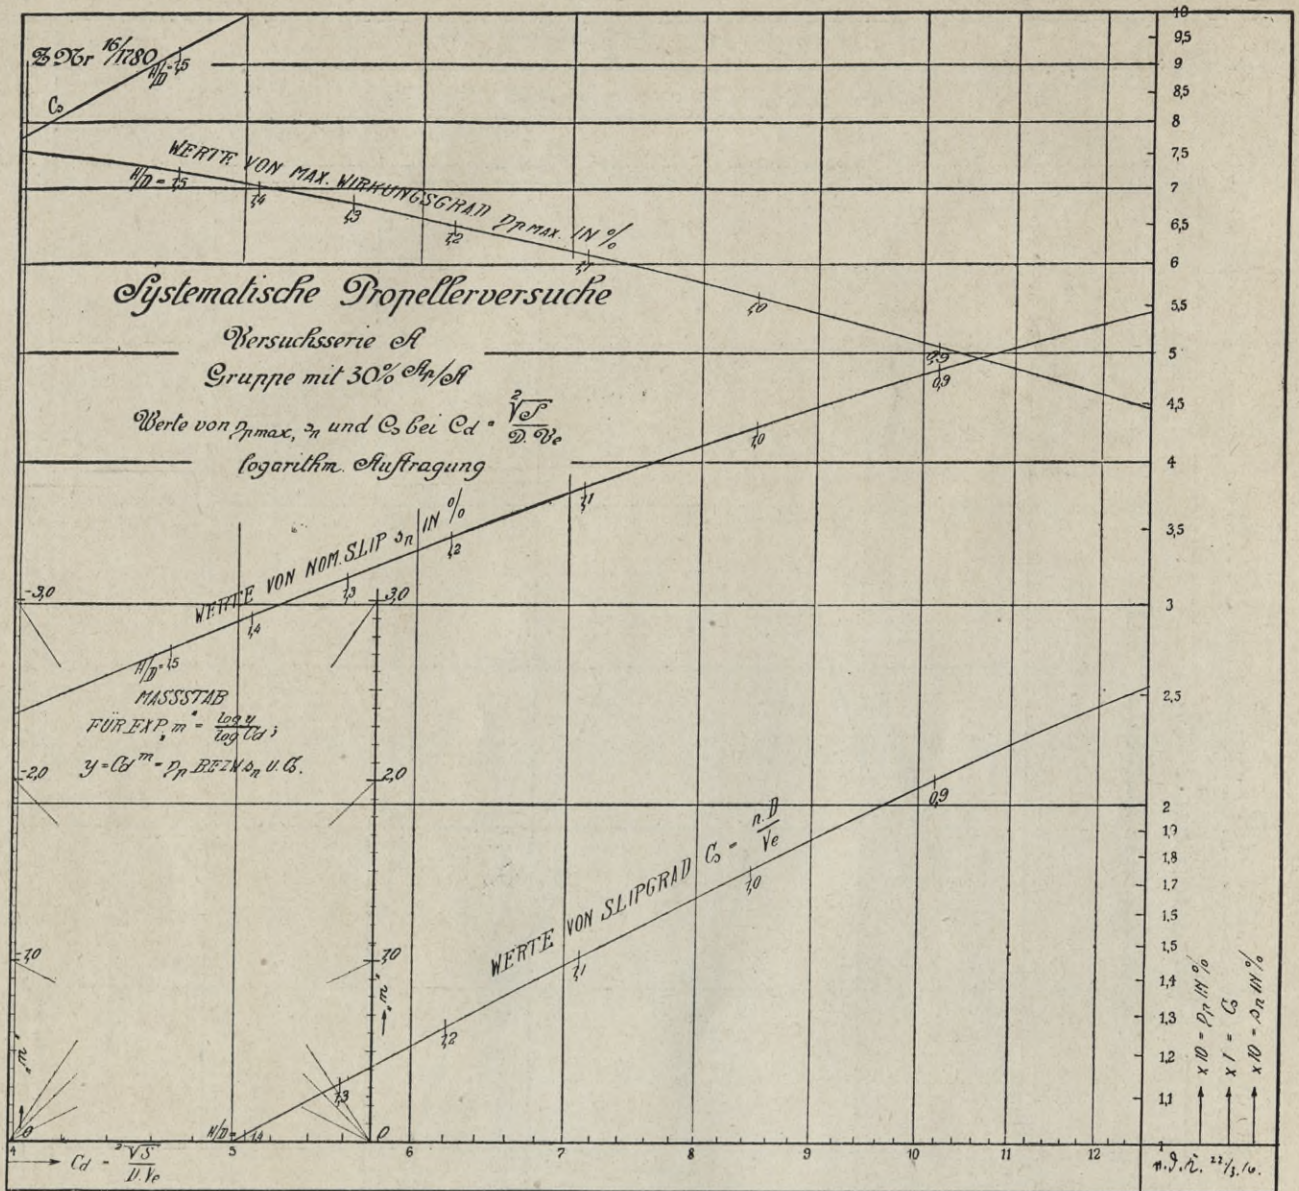 Z Nr 16/1780
H/D = 1,5
Cs
WERTE VON MAX. WIRKUNGSGRAD ηp MAX. IN %
H/D = 1,5
1,4
1,3
1,2
1,1
1,0
0,9
Systematische Propellerversuche
Versuchsserie A
Gruppe mit 30% Ap/A
Werte von ηpmax, sn und Cs bei Cd = ²√S / D. Ve
logarithm. Auftragung
WERTE VON NOM. SLIP sn IN %
H/D = 1,5
1,4
1,3
1,2
1,1
1,0
0,9
MASSSTAB
FÜR EXP. „m" = log y / log Cd ;
y = Cd^m = ηp BEZW. sn U. Cs.
-3,0
-2,0
-1,0
0
„m"
3,0
2,0
1,0
0
„m"
WERTE VON SLIPGRAD Cs = n. D / Ve
H/D = 1,4
1,3
1,2
1,1
1,0
0,9
10
9,5
9
8,5
8
7,5
7
6,5
6
5,5
5
4,5
4
3,5
3
2,5
2
1,9
1,8
1,7
1,6
1,5
1,4
1,3
1,2
1,1
1
x 10 = ηp IN %
x 1 = Cs
x 10 = sn IN %
4 5 6 7 8 9 10 11 12
Cd = ²√S / D. Ve